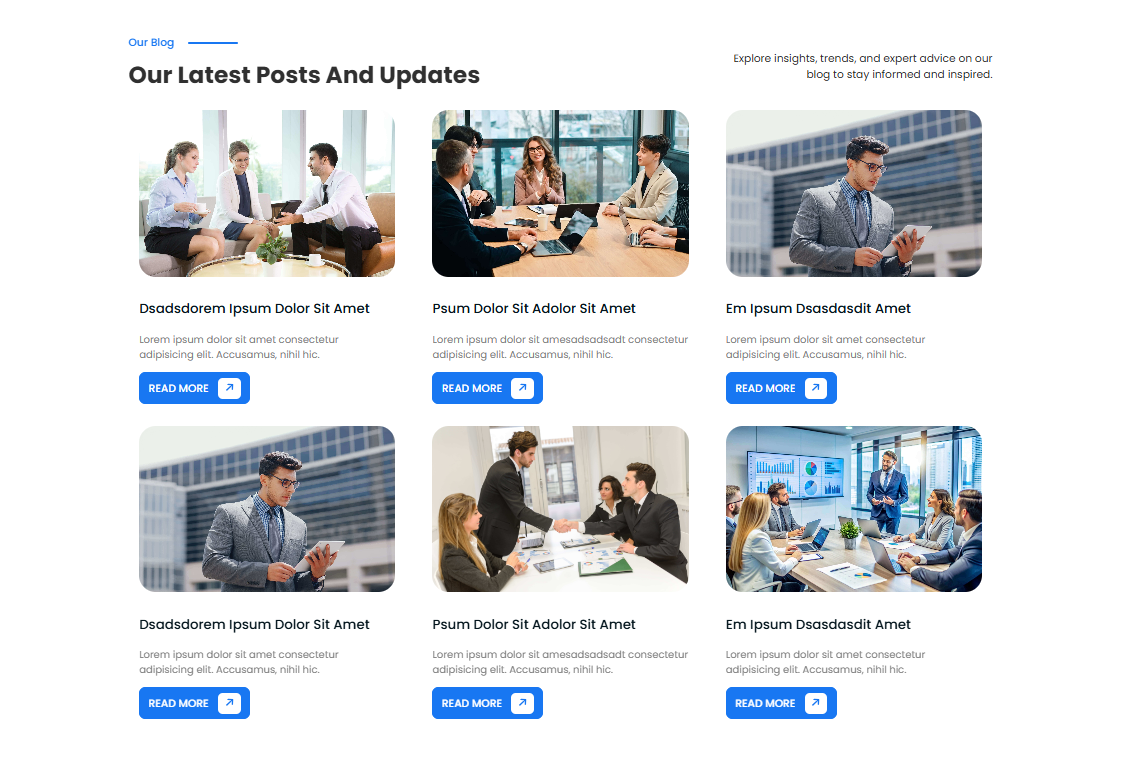 Our Blog
Our Latest Posts And Updates
Explore insights, trends, and expert advice on our
blog to stay informed and inspired.
Dsadsdorem Ipsum Dolor Sit Amet
Lorem ipsum dolor sit amet consectetur
adipisicing elit. Accusamus, nihil hic.
READ MORE
Psum Dolor Sit Adolor Sit Amet
Lorem ipsum dolor sit amesadsadsadt consectetur
adipisicing elit. Accusamus, nihil hic.
READ MORE
Em Ipsum Dsasdasdit Amet
Lorem ipsum dolor sit amet consectetur
adipisicing elit. Accusamus, nihil hic.
READ MORE
Dsadsdorem Ipsum Dolor Sit Amet
Lorem ipsum dolor sit amet consectetur
adipisicing elit. Accusamus, nihil hic.
READ MORE
Psum Dolor Sit Adolor Sit Amet
Lorem ipsum dolor sit amesadsadsadt consectetur
adipisicing elit. Accusamus, nihil hic.
READ MORE
Em Ipsum Dsasdasdit Amet
Lorem ipsum dolor sit amet consectetur
adipisicing elit. Accusamus, nihil hic.
READ MORE